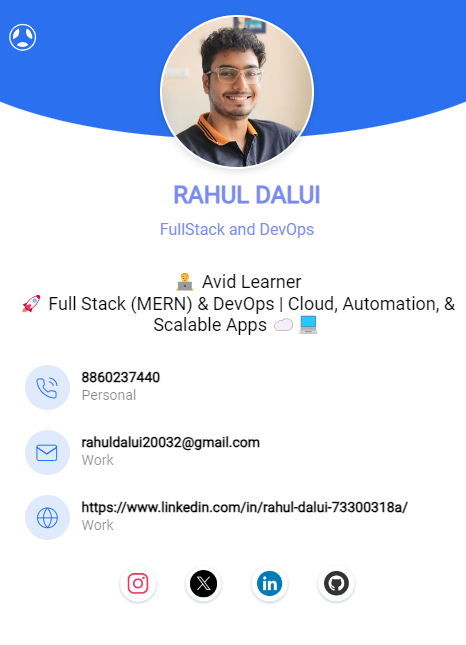 RAHUL DALUI
FullStack and DevOps
👨‍💻 Avid Learner
🚀 Full Stack (MERN) & DevOps | Cloud, Automation, &
Scalable Apps ☁️ 💻
8860237440
Personal
rahuldalui20032@gmail.com
Work
https://www.linkedin.com/in/rahul-dalui-73300318a/
Work